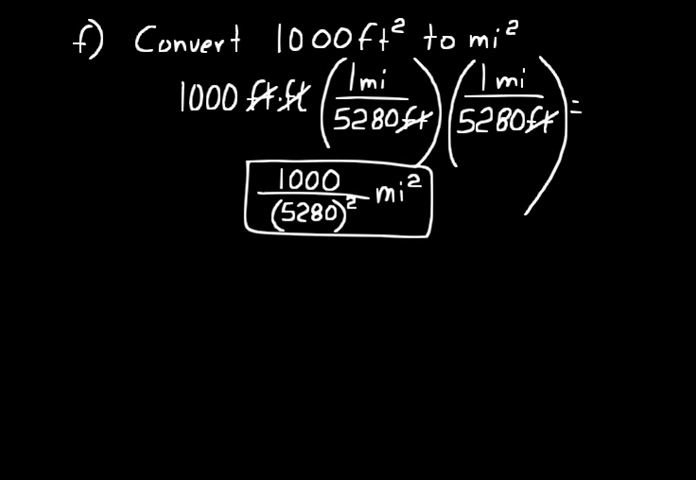 f) Convert 1000ft² to mi²
1000 ft·ft (1mi/5280ft)(1mi/5280ft)=
1000/(5280)² mi²